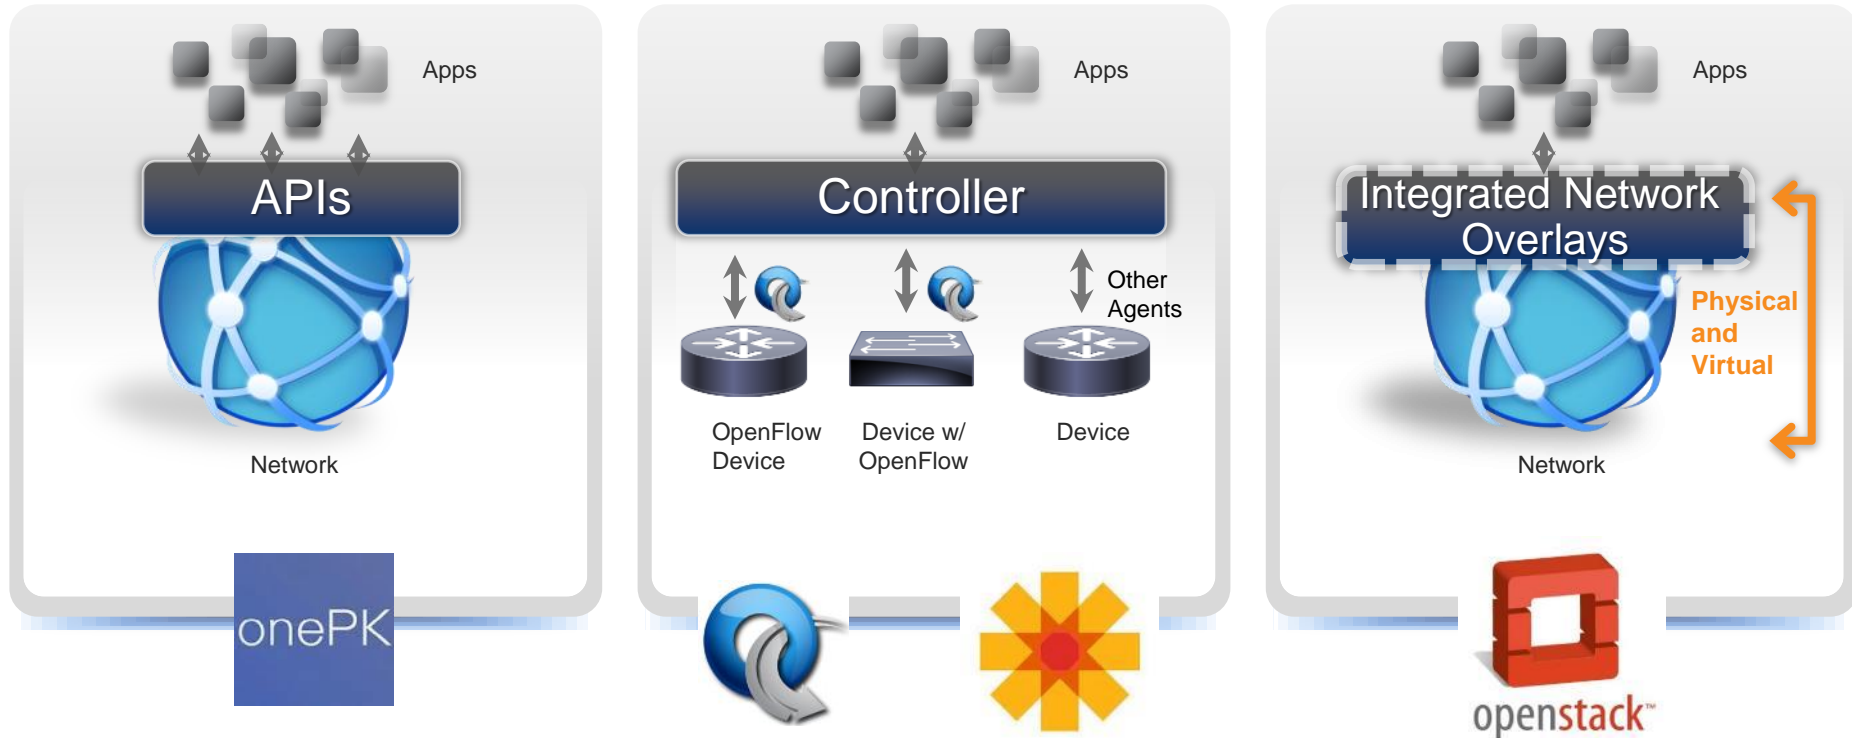 Apps
APIs
Network
onePK
Apps
Controller
Other
Agents
OpenFlow
Device
Device w/
OpenFlow
Device
Apps
Integrated Network
Overlays
Physical
and
Virtual
Network
openstack™